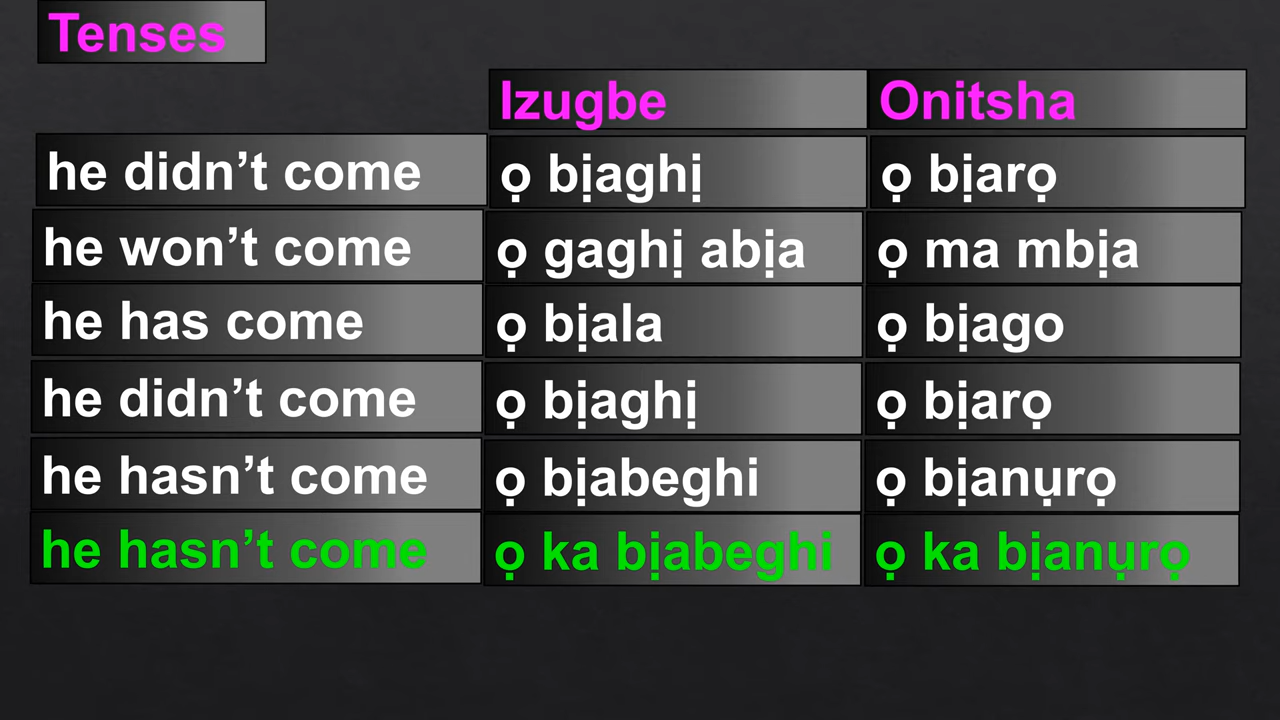 Tenses
Izugbe Onitsha
he didn’t come ọ bịaghị ọ bịarọ
he won’t come ọ gaghị abịa ọ ma mbịa
he has come ọ bịala ọ bịago
he didn’t come ọ bịaghị ọ bịarọ
he hasn’t come ọ bịabeghi ọ bịanụrọ
he hasn’t come ọ ka bịabeghi ọ ka bịanụrọ